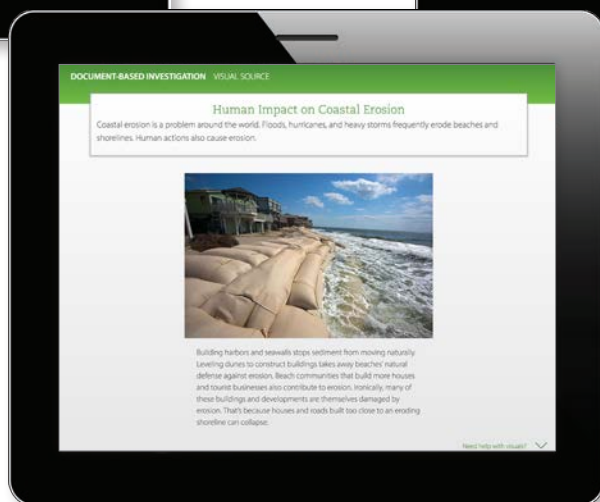 DOCUMENT-BASED INVESTIGATION VISUAL SOURCE
Human Impact on Coastal Erosion
Coastal erosion is a problem around the world. Floods, hurricanes, and heavy storms frequently erode beaches and
shorelines. Human actions also cause erosion.
Building harbors and seawalls stops sediment from moving naturally.
Leveling dunes to construct buildings takes away beaches' natural
defense against erosion. Beach communities that build more houses
and tourist businesses also contribute to erosion. Ironically, many of
these buildings and developments are themselves damaged by
erosion. That's because houses and roads built too close to an eroding
shoreline can collapse.
Need help with visuals?